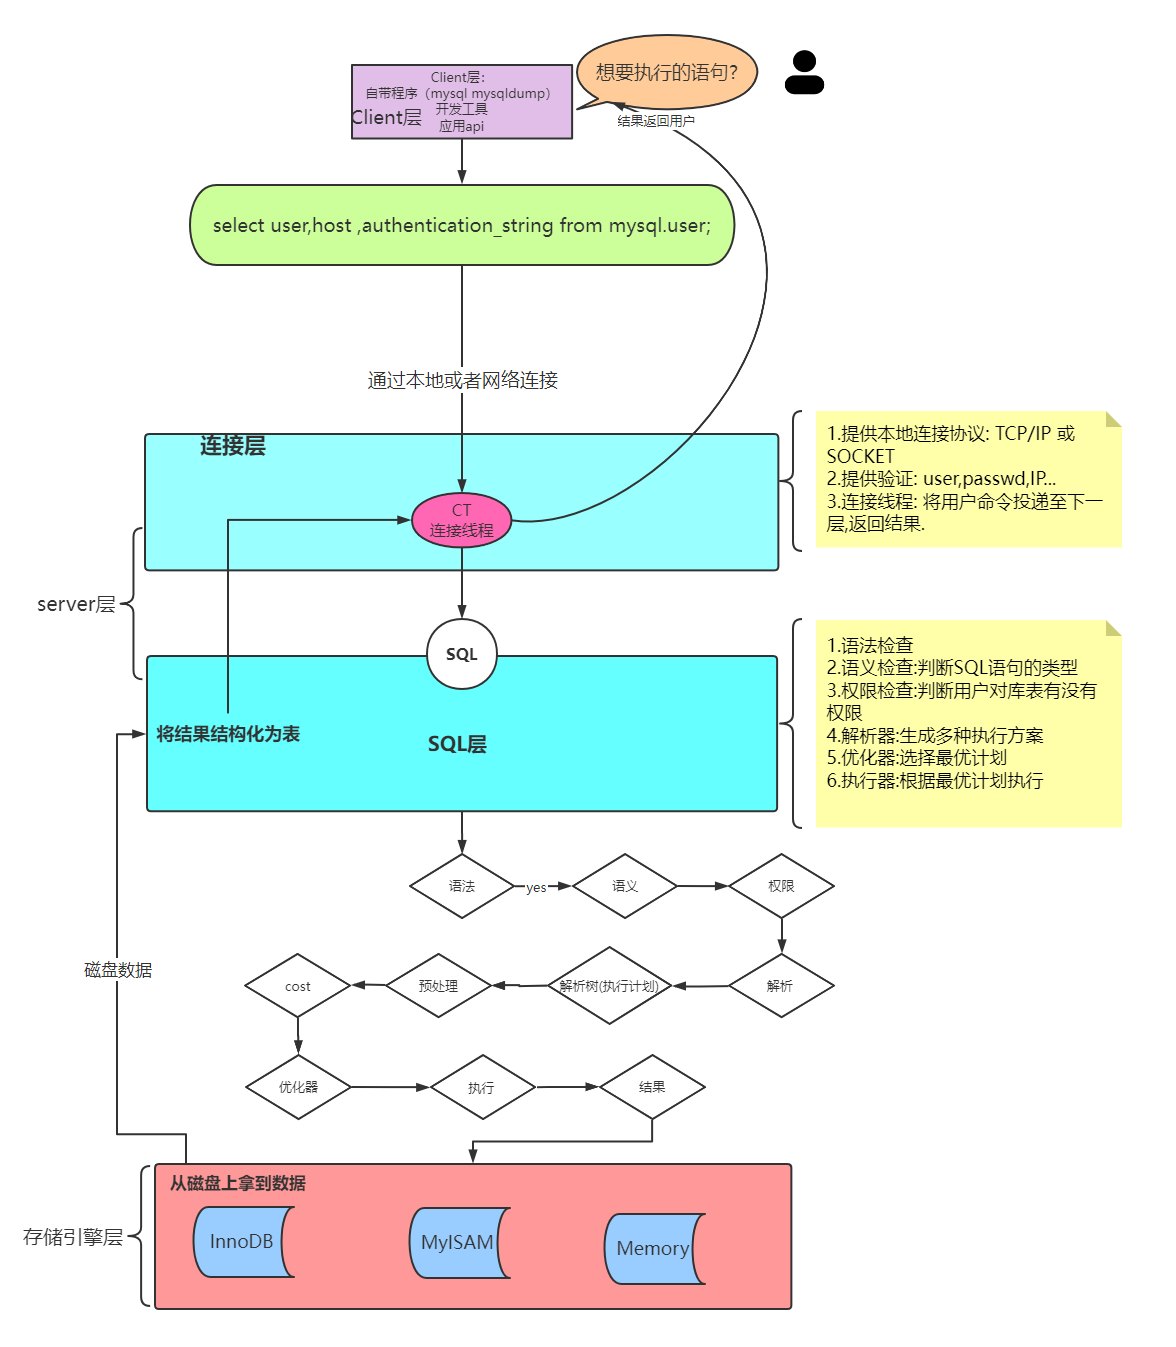 想要执行的语句?
Client层:
自带程序（mysql mysqldump）
开发工具
应用api
Client层
结果返回用户
select user,host ,authentication_string from mysql.user;
通过本地或者网络连接
连接层
CT
连接线程
1.提供本地连接协议: TCP/IP 或
SOCKET
2.提供验证: user,passwd,IP...
3.连接线程: 将用户命令投递至下一
层,返回结果.
server层
SQL
将结果结构化为表
SQL层
1.语法检查
2.语义检查:判断SQL语句的类型
3.权限检查:判断用户对库表有没有
权限
4.解析器:生成多种执行方案
5.优化器:选择最优计划
6.执行器:根据最优计划执行
语法
yes
语义
权限
磁盘数据
cost
预处理
解析树(执行计划)
解析
优化器
执行
结果
存储引擎层
从磁盘上拿到数据
InnoDB
MyISAM
Memory